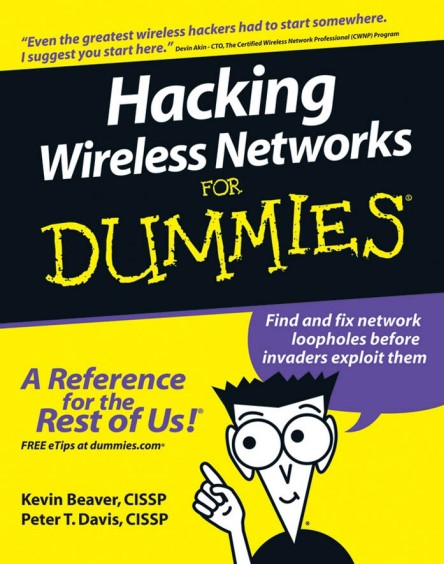 "Even the greatest wireless hackers had to start somewhere.
I suggest you start here." Devin Akin - CTO, The Certified Wireless Network Professional (CWNP) Program
Hacking
Wireless Networks
FOR
DUMMIES®
Find and fix network
loopholes before
invaders exploit them
A Reference
for the
Rest of Us!®
FREE eTips at dummies.com®
Kevin Beaver, CISSP
Peter T. Davis, CISSP
®